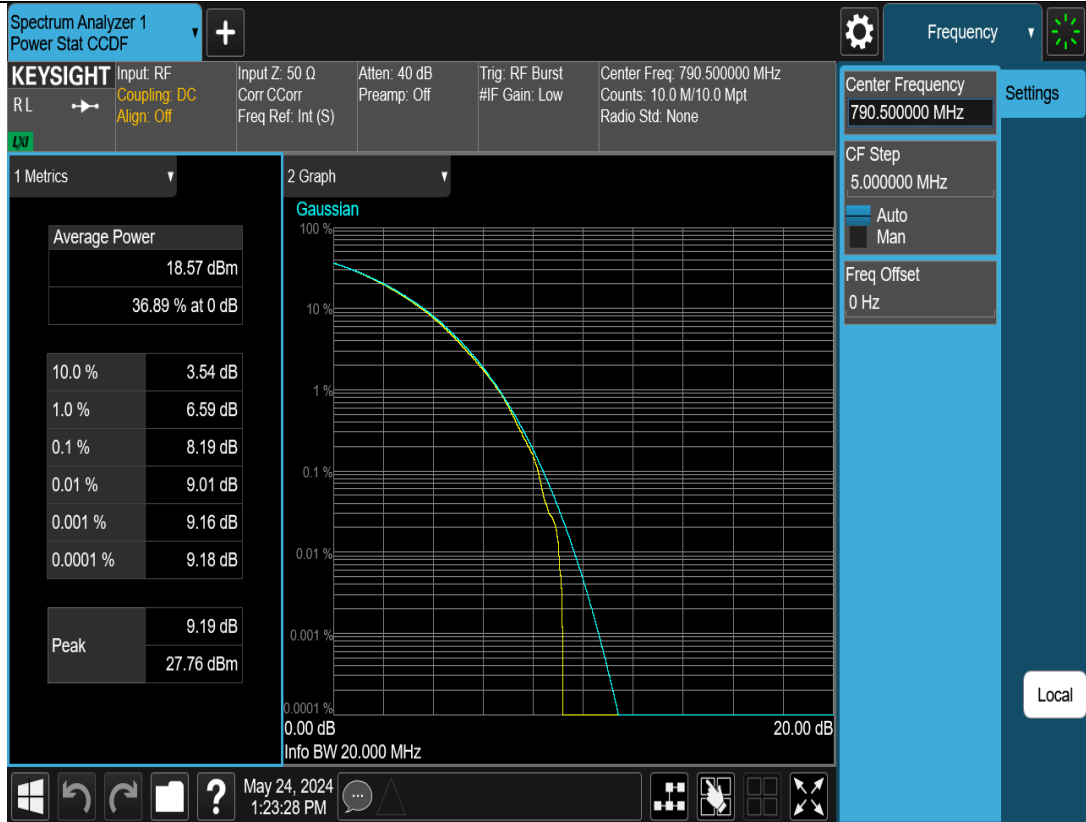 Spectrum Analyzer 1
Power Stat CCDF
+
Frequency
KEYSIGHT
R L
LXI
Input: RF
Coupling: DC
Align: Off
Input Z: 50 Ω
Corr CCorr
Freq Ref: Int (S)
Atten: 40 dB
Preamp: Off
Trig: RF Burst
#IF Gain: Low
Center Freq: 790.500000 MHz
Counts: 10.0 M/10.0 Mpt
Radio Std: None
Center Frequency
790.500000 MHz
Settings
CF Step
5.000000 MHz
Auto
Man
Freq Offset
0 Hz
1 Metrics
Average Power
18.57 dBm
36.89 % at 0 dB
10.0 % 3.54 dB
1.0 % 6.59 dB
0.1 % 8.19 dB
0.01 % 9.01 dB
0.001 % 9.16 dB
0.0001 % 9.18 dB
Peak
9.19 dB
27.76 dBm
2 Graph
Gaussian
100 %
10 %
1 %
0.1 %
0.01 %
0.001 %
0.0001 %
0.00 dB 20.00 dB
Info BW 20.000 MHz
Local
?
May 24, 2024
1:23:28 PM